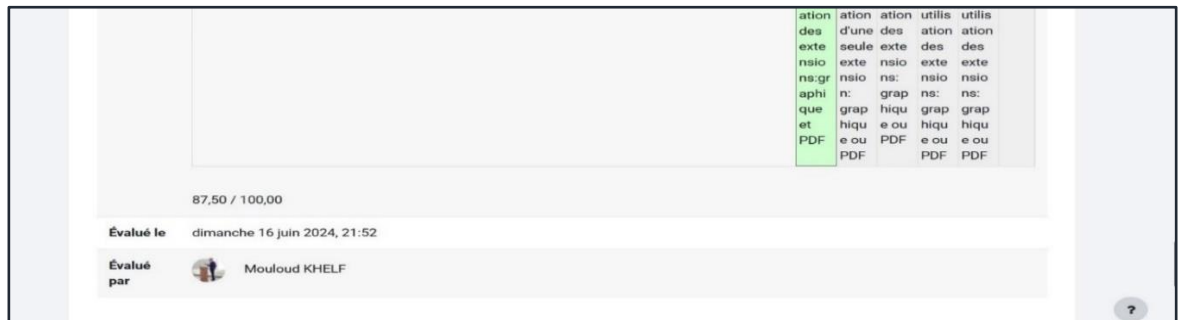 ation
des
exte
nsio
ns:gr
aphi
que
et
PDF
ation
d'une
seule
exte
nsio
n:
grap
hiqu
e ou
PDF
ation
des
exte
nsio
ns:
grap
hiqu
e ou
PDF
utilis
ation
des
exte
nsio
ns:
grap
hiqu
e ou
PDF
utilis
ation
des
exte
nsio
ns:
grap
hiqu
e ou
PDF
87,50 / 100,00
Évalué le dimanche 16 juin 2024, 21:52
Évalué
par
Mouloud KHELF
?